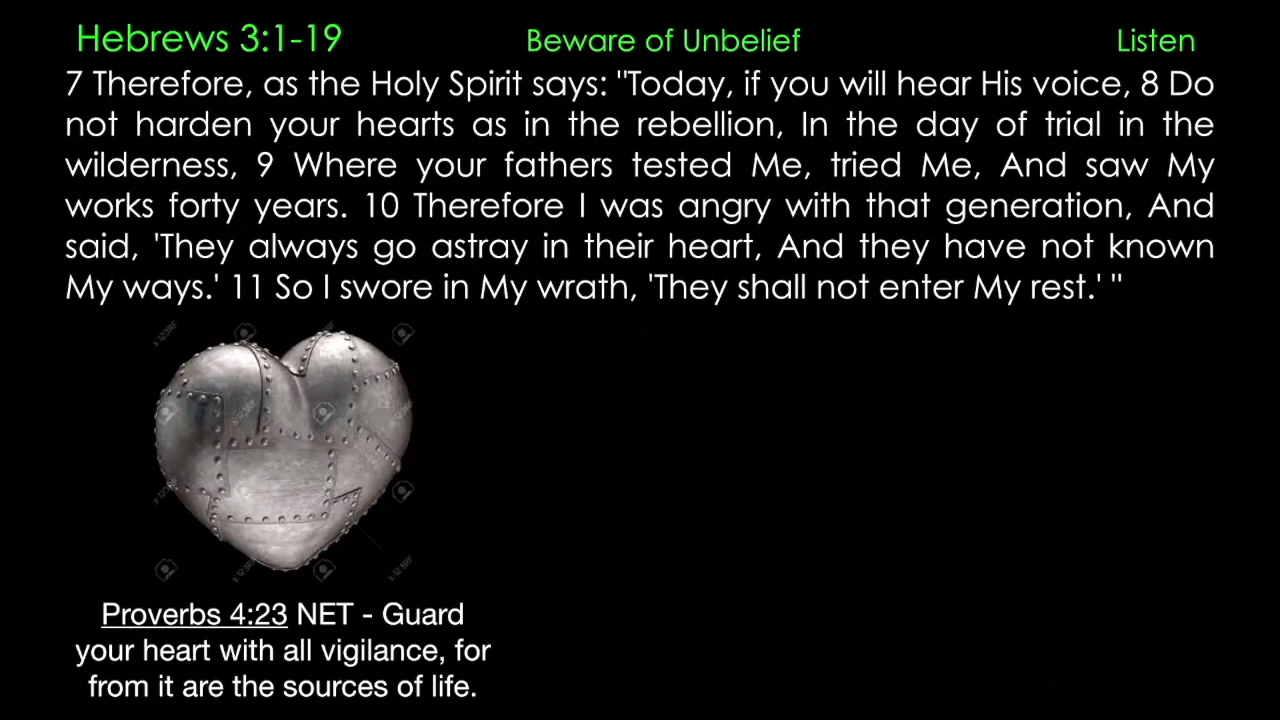 Hebrews 3:1-19 Beware of Unbelief Listen
7 Therefore, as the Holy Spirit says: "Today, if you will hear His voice, 8 Do
not harden your hearts as in the rebellion, In the day of trial in the
wilderness, 9 Where your fathers tested Me, tried Me, And saw My
works forty years. 10 Therefore I was angry with that generation, And
said, 'They always go astray in their heart, And they have not known
My ways.' 11 So I swore in My wrath, 'They shall not enter My rest.' "
Proverbs 4:23 NET - Guard
your heart with all vigilance, for
from it are the sources of life.